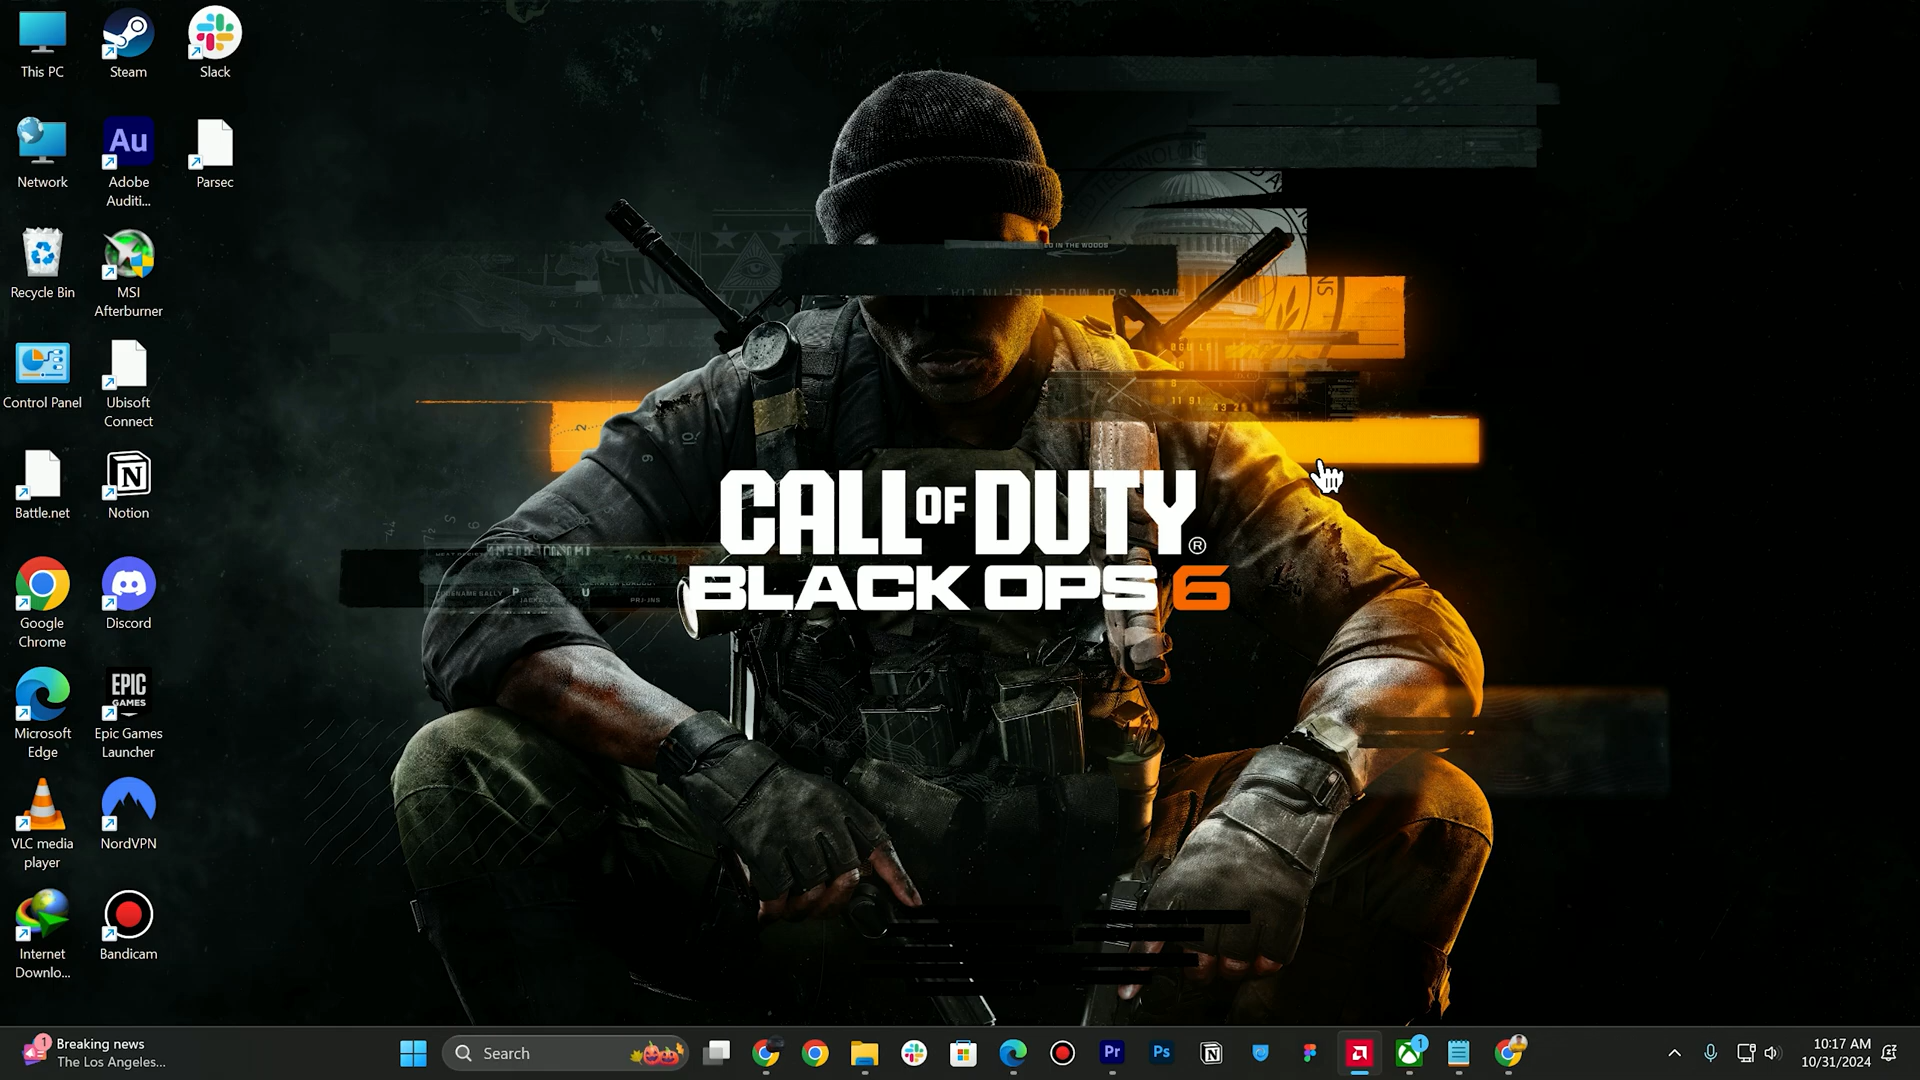 This PC
Steam
Slack
Network
Au
Adobe
Auditi...
Parsec
Recycle Bin
MSI
Afterburner
Control Panel
Ubisoft
Connect
Battle.net
N
Notion
Google
Chrome
Discord
Microsoft
Edge
EPIC
GAMES
Epic Games
Launcher
VLC media
player
NordVPN
Internet
Downlo...
Bandicam
CALL OF DUTY®
BLACK OPS 6
1
Breaking news
The Los Angeles...
Search
Pr
Ps
N
1
10:17 AM
10/31/2024